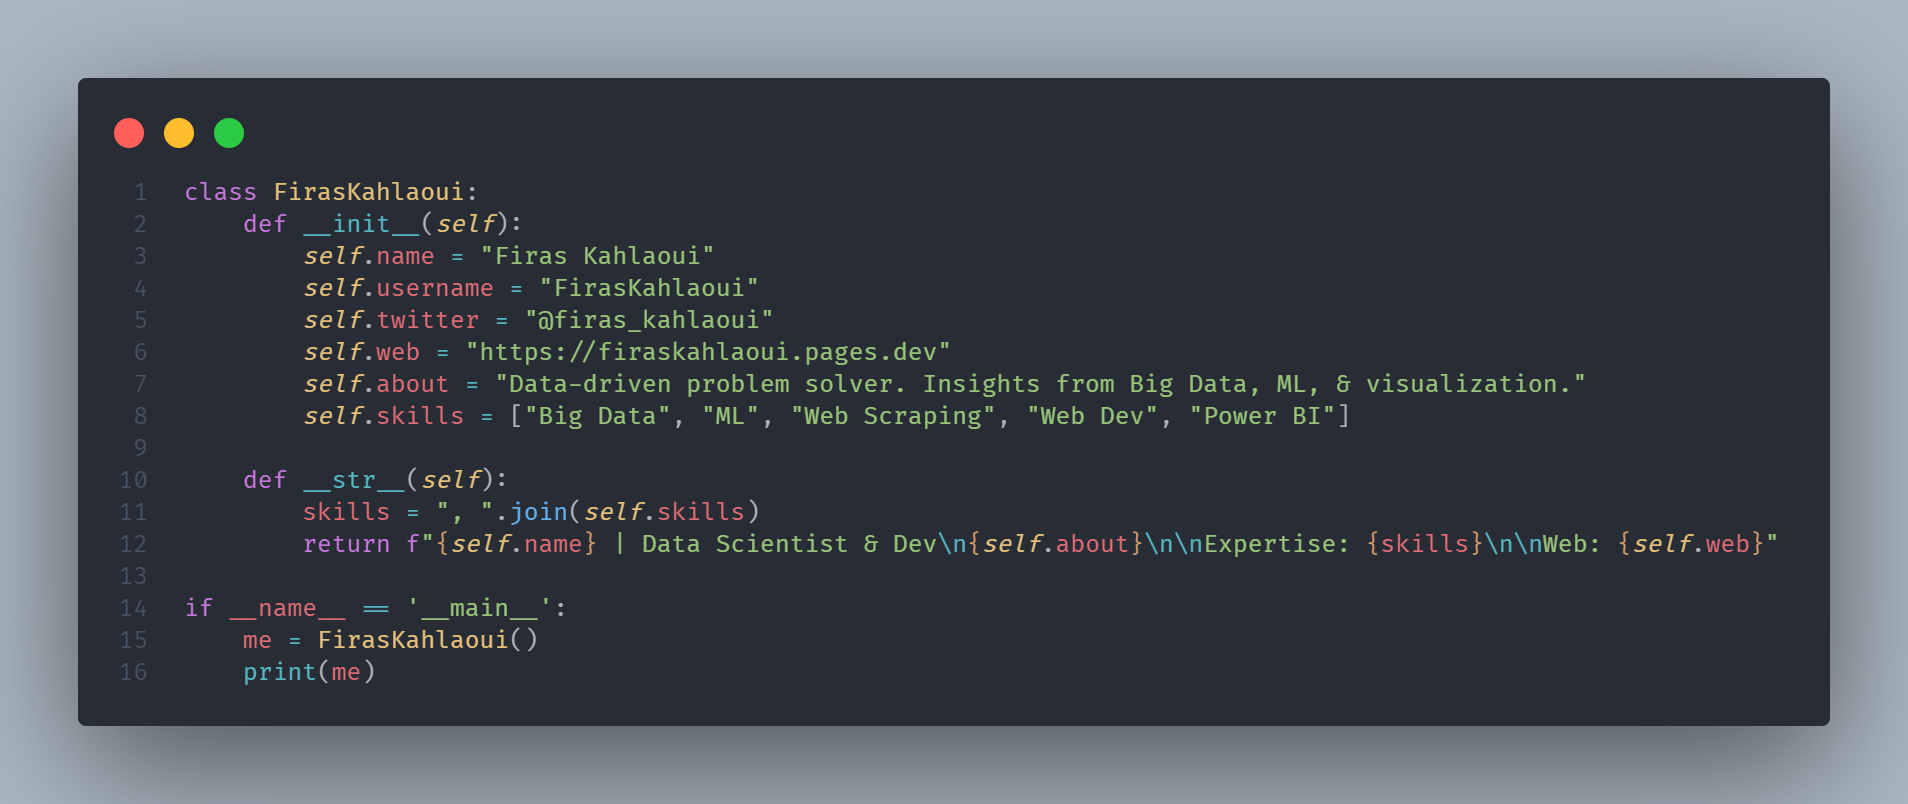 1 class FirasKahlaoui:
2     def __init__(self):
3         self.name = "Firas Kahlaoui"
4         self.username = "FirasKahlaoui"
5         self.twitter = "@firas_kahlaoui"
6         self.web = "https://firaskahlaoui.pages.dev"
7         self.about = "Data-driven problem solver. Insights from Big Data, ML, & visualization."
8         self.skills = ["Big Data", "ML", "Web Scraping", "Web Dev", "Power BI"]
9
10     def __str__(self):
11         skills = ", ".join(self.skills)
12         return f"{self.name} | Data Scientist & Dev\n{self.about}\n\nExpertise: {skills}\n\nWeb: {self.web}"
13
14 if __name__ == '__main__':
15     me = FirasKahlaoui()
16     print(me)